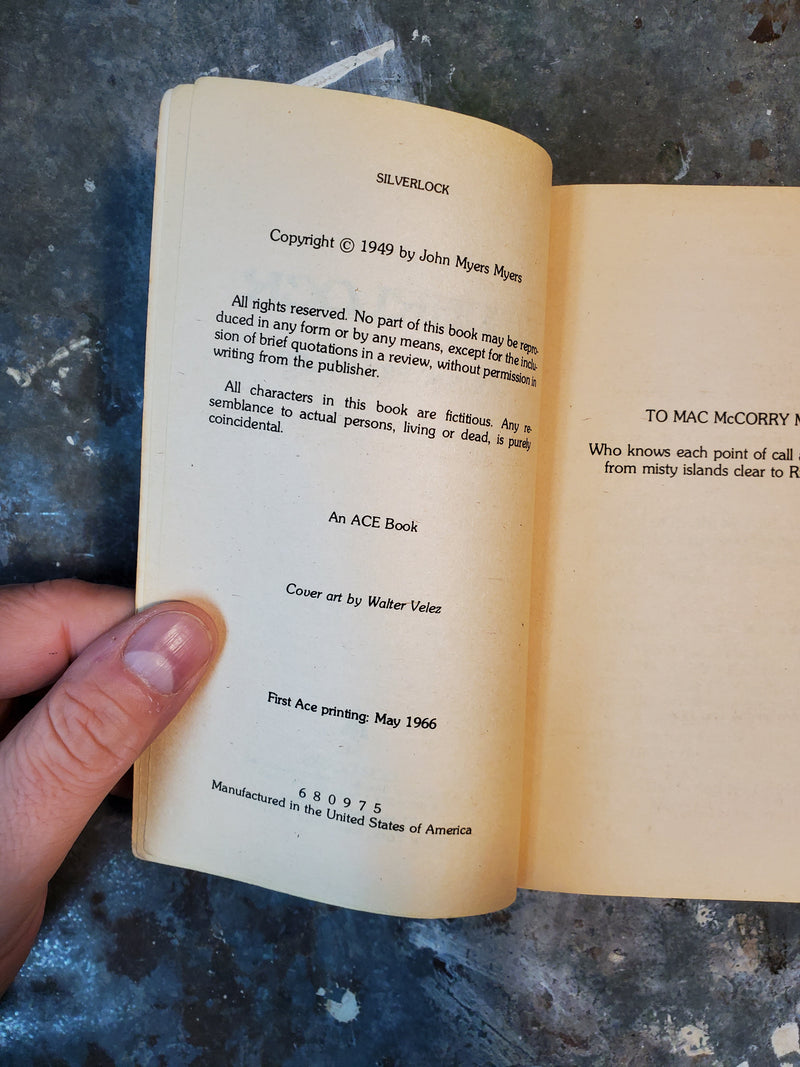 SILVERLOCK
Copyright © 1949 by John Myers Myers
All rights reserved. No part of this book may be repro-
duced in any form or by any means, except for the inclu-
sion of brief quotations in a review, without permission in
writing from the publisher.
All characters in this book are fictitious. Any re-
semblance to actual persons, living or dead, is purely
coincidental.
An ACE Book
Cover art by Walter Velez
First Ace printing: May 1966
6 8 0 9 7 5
Manufactured in the United States of America
TO MAC McCORRY
Who knows each point of call
from misty islands clear to